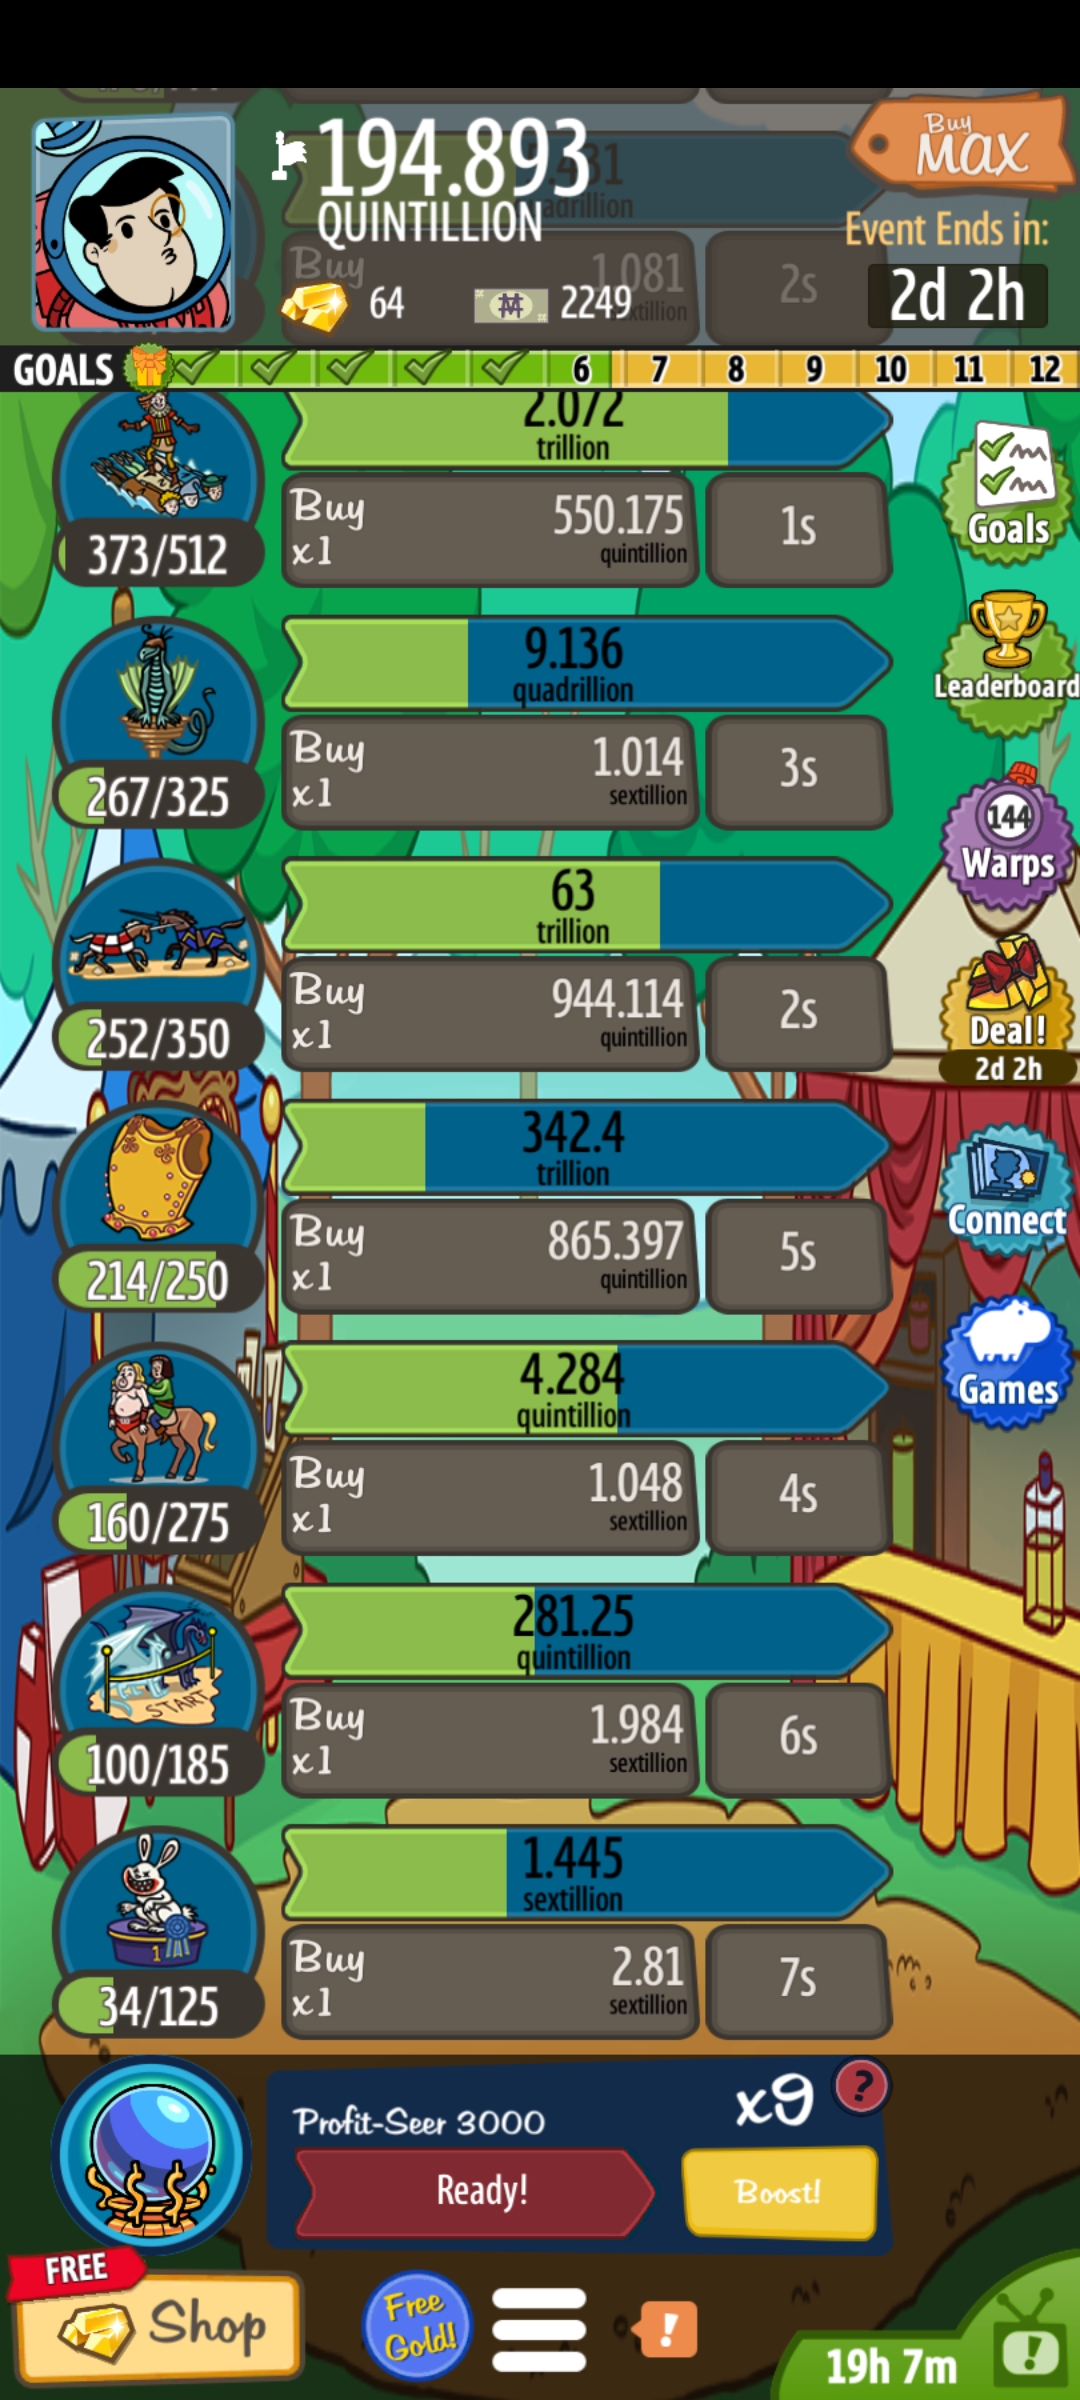 194.893
QUINTILLION
64
2249
Buy
MAX
Event Ends in:
2d 2h
Buy
1.081
2s
GOALS
6
7
8
9
10
11
12
2.072
trillion
Buy
x1
550.175
quintillion
1s
373/512
Goals
9.136
quadrillion
Buy
x1
1.014
sextillion
3s
267/325
Leaderboard
144
Warps
63
trillion
Buy
x1
944.114
quintillion
2s
252/350
Deal!
2d 2h
342.4
trillion
Buy
x1
865.397
quintillion
5s
214/250
Connect
4.284
quintillion
Buy
x1
1.048
sextillion
4s
160/275
Games
281.25
quintillion
Buy
x1
1.984
sextillion
6s
START
100/185
1.445
sextillion
Buy
x1
2.81
sextillion
7s
1
34/125
Profit-Seer 3000
x9
?
Ready!
Boost!
FREE
Shop
Free
Gold!
!
19h 7m
!